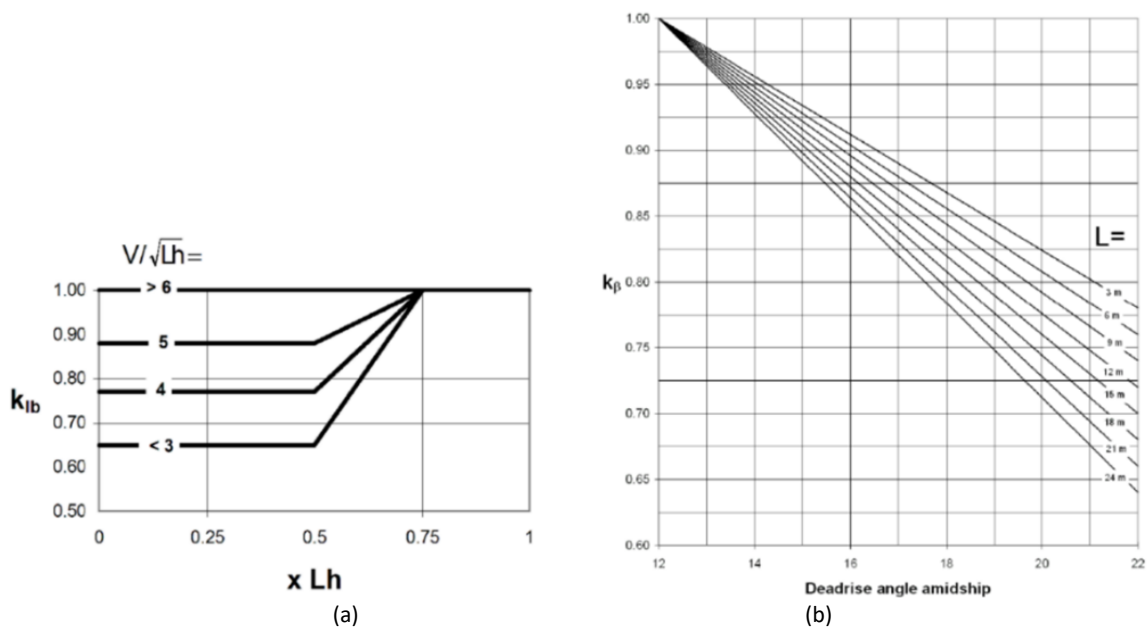 V/√Lh=
1.00
0.90
0.80
0.70
0.60
0.50
> 6
5
4
< 3
k_lb
0 0.25 0.5 0.75 1
x Lh
(a)
1.00
0.95
0.90
0.85
0.80
0.75
0.70
0.65
0.60
kβ
L=
6 m
9 m
12 m
15 m
18 m
21 m
24 m
12 14 16 18 20 22
Deadrise angle amidship
(b)